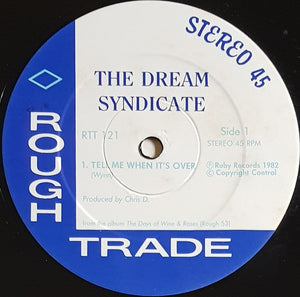 STEREO 45
THE DREAM
SYNDICATE
RTT 121
Side 1
STEREO 45 RPM
1. TELL ME WHEN IT'S OVER
(Wynn)
Ⓟ Ruby Records 1982
© Copyright Control
Produced by Chris D.
from the album The Days of Wine & Roses (Rough 53)
ROUGH
TRADE